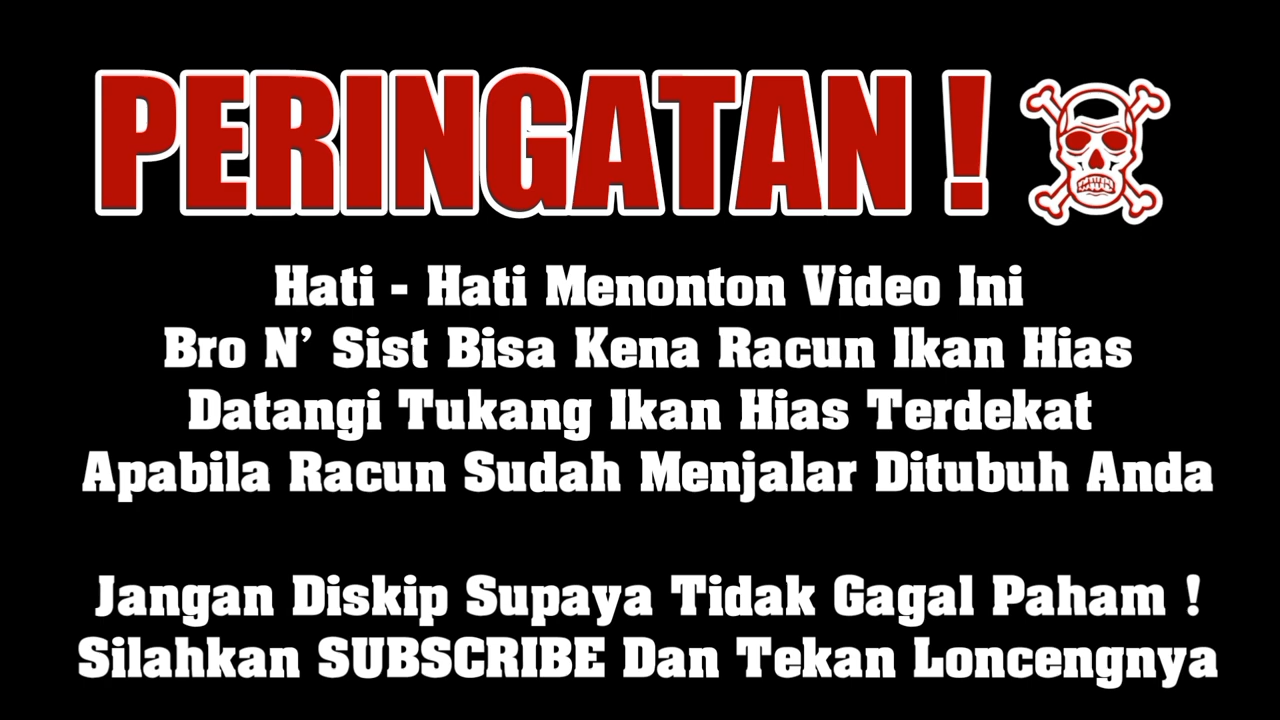 PERINGATAN !
Hati - Hati Menonton Video Ini
Bro N' Sist Bisa Kena Racun Ikan Hias
Datangi Tukang Ikan Hias Terdekat
Apabila Racun Sudah Menjalar Ditubuh Anda
Jangan Diskip Supaya Tidak Gagal Paham !
Silahkan SUBSCRIBE Dan Tekan Loncengnya